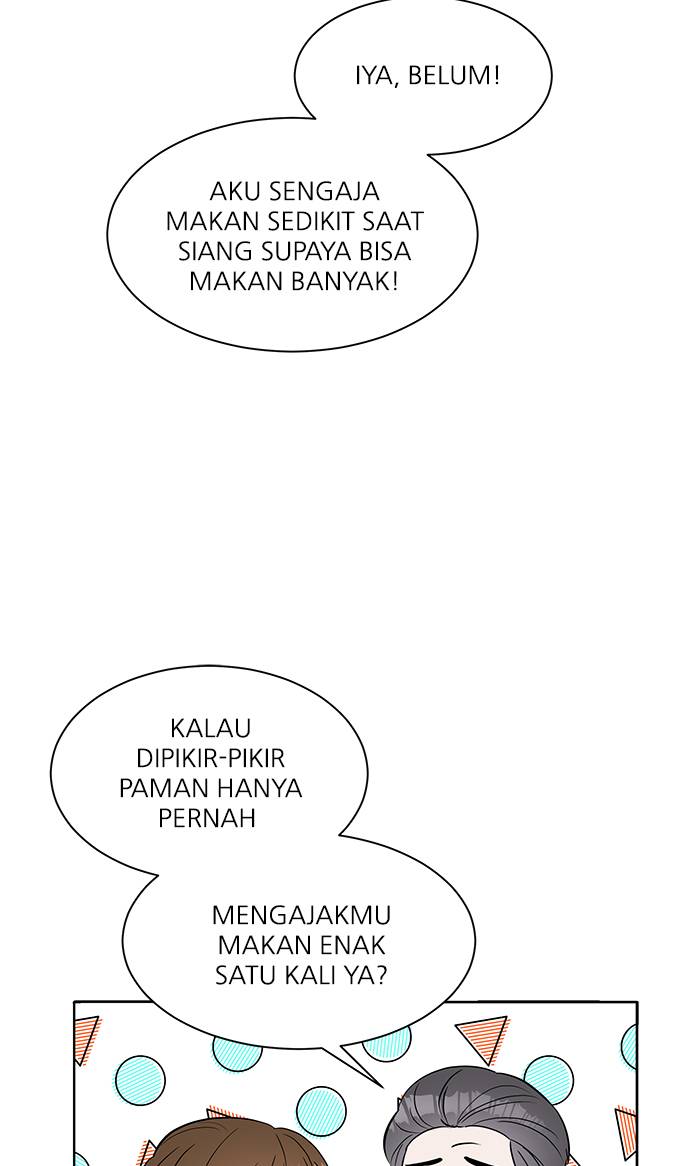 IYA, BELUM!
AKU SENGAJA
MAKAN SEDIKIT SAAT
SIANG SUPAYA BISA
MAKAN BANYAK!
KALAU
DIPIKIR-PIKIR
PAMAN HANYA
PERNAH
MENGAJAKMU
MAKAN ENAK
SATU KALI YA?